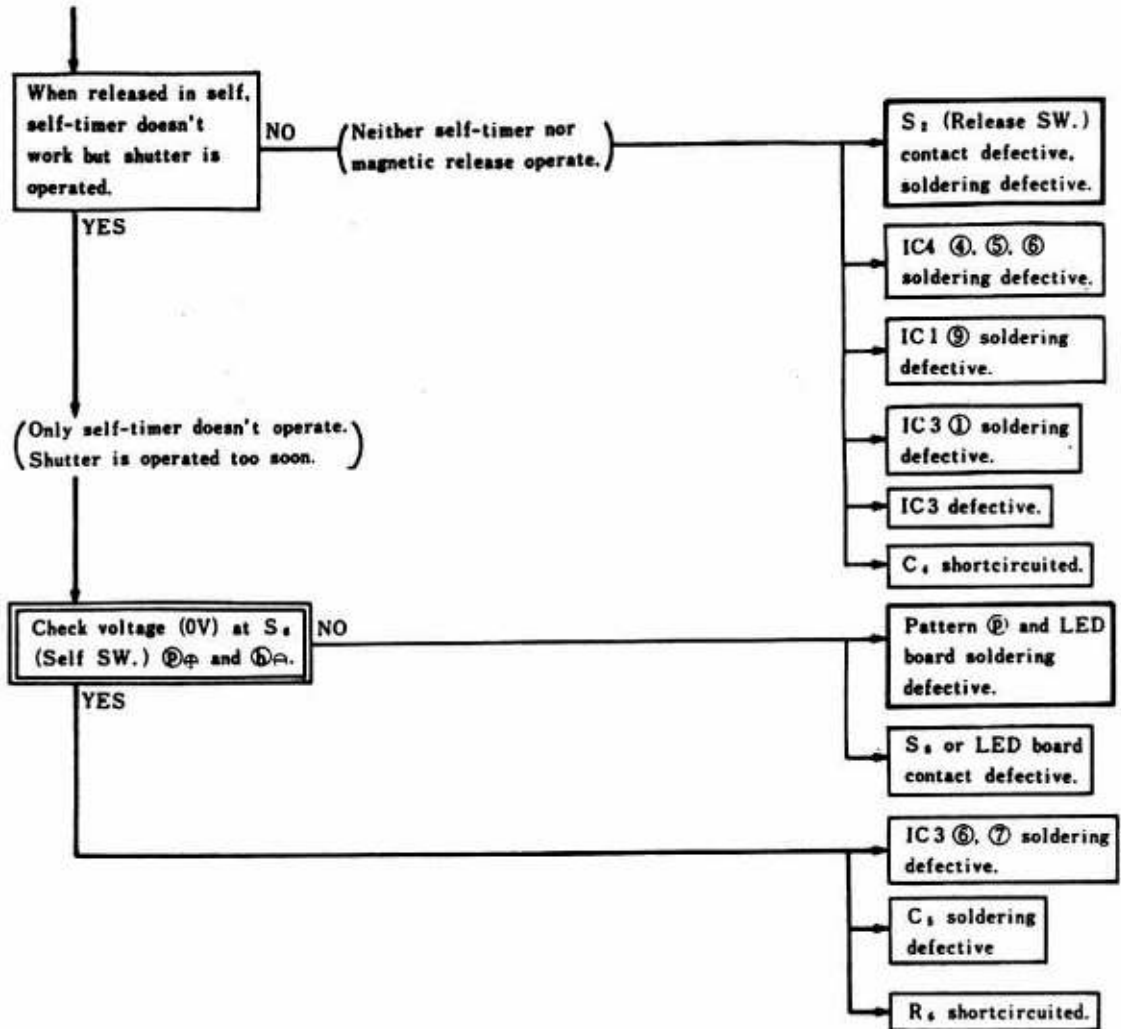 When released in self,
self-timer doesn't
work but shutter is
operated.
NO
(Neither self-timer nor
magnetic release operate.)
S₂ (Release SW.)
contact defective,
soldering defective.
YES
IC4 ④, ⑤, ⑥
soldering defective.
IC1 ⑨ soldering
defective.
IC3 ① soldering
defective.
IC3 defective.
C₄ shortcircuited.
(Only self-timer doesn't operate.
Shutter is operated too soon.)
Check voltage (0V) at S₆
(Self SW.) ⓟ⊕ and ⓗ⊖.
NO
Pattern ⓟ and LED
board soldering
defective.
S₆ or LED board
contact defective.
YES
IC3 ⑥, ⑦ soldering
defective.
C₅ soldering
defective
R₆ shortcircuited.